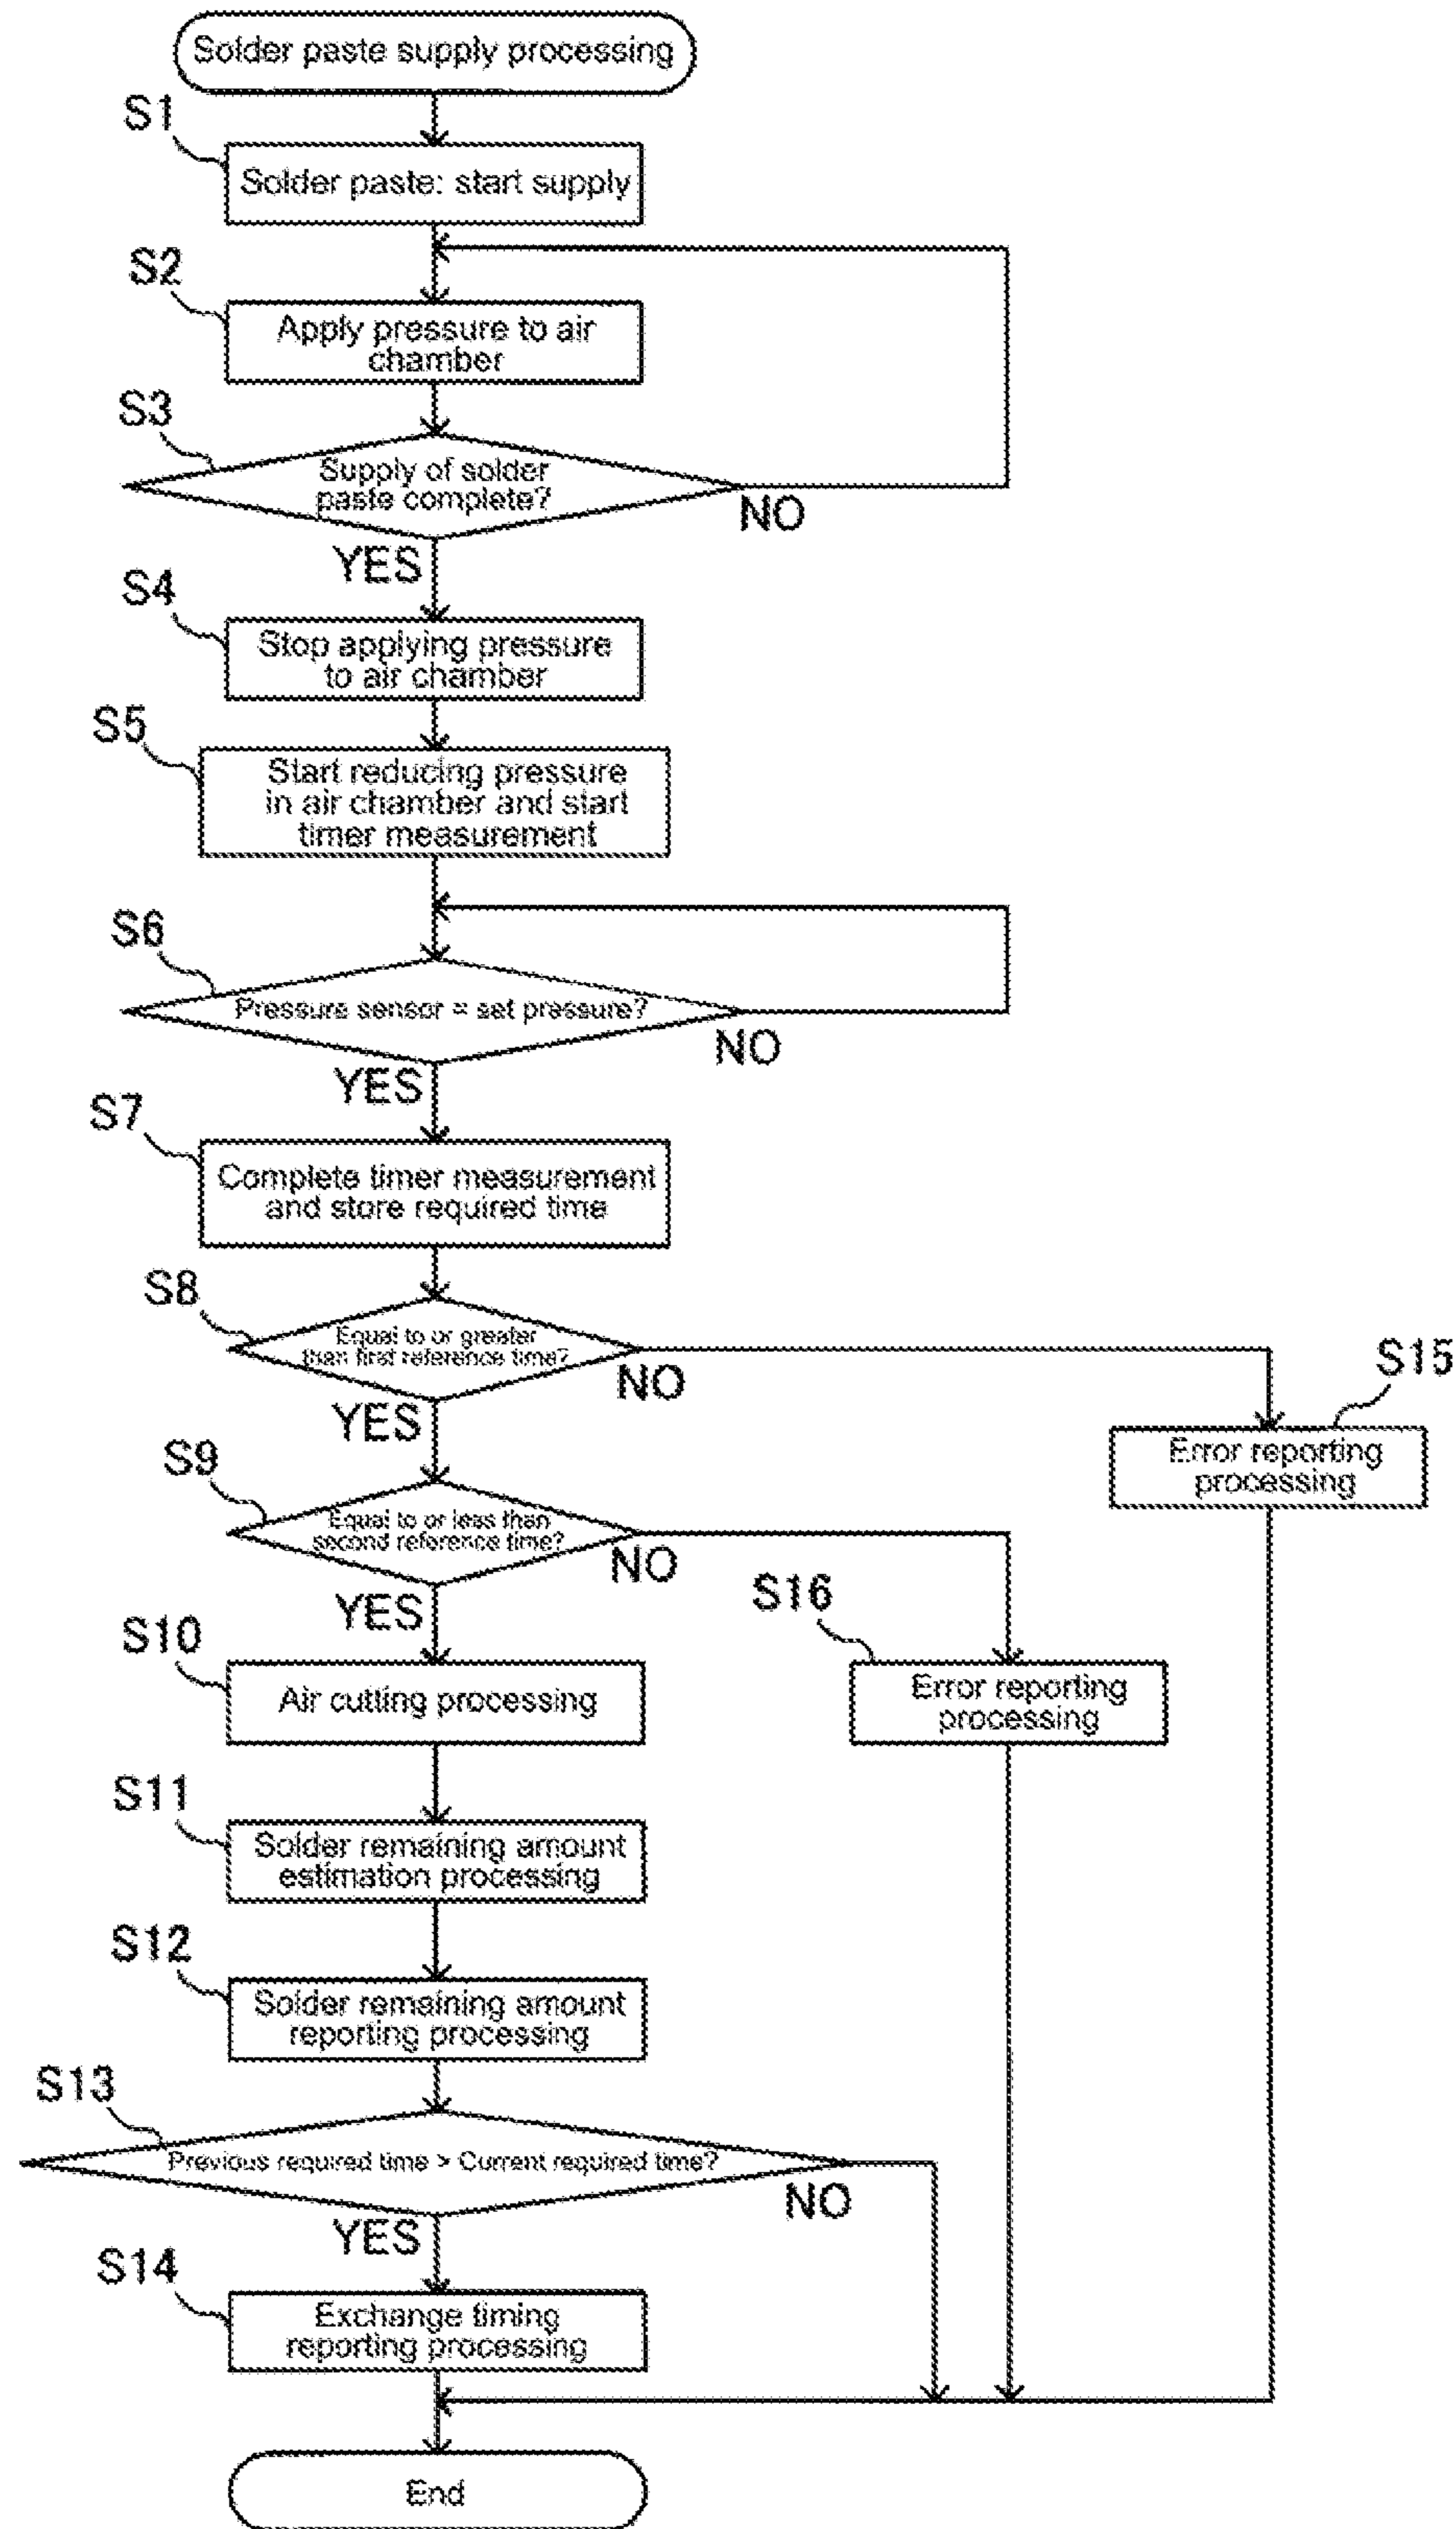 Solder paste supply processing
S1
Solder paste: start supply
S2
Apply pressure to air
chamber
S3
Supply of solder
paste complete?
NO
YES
S4
Stop applying pressure
to air chamber
S5
Start reducing pressure
in air chamber and start
timer measurement
S6
Pressure sensor = set pressure?
NO
YES
S7
Complete timer measurement
and store required time
S8
Equal to or greater
than first reference time?
NO
YES
S15
Error reporting
processing
S9
Equal to or less than
second reference time?
NO
YES
S16
Error reporting
processing
S10
Air cutting processing
S11
Solder remaining amount
estimation processing
S12
Solder remaining amount
reporting processing
S13
Previous required time > Current required time?
NO
YES
S14
Exchange timing
reporting processing
End